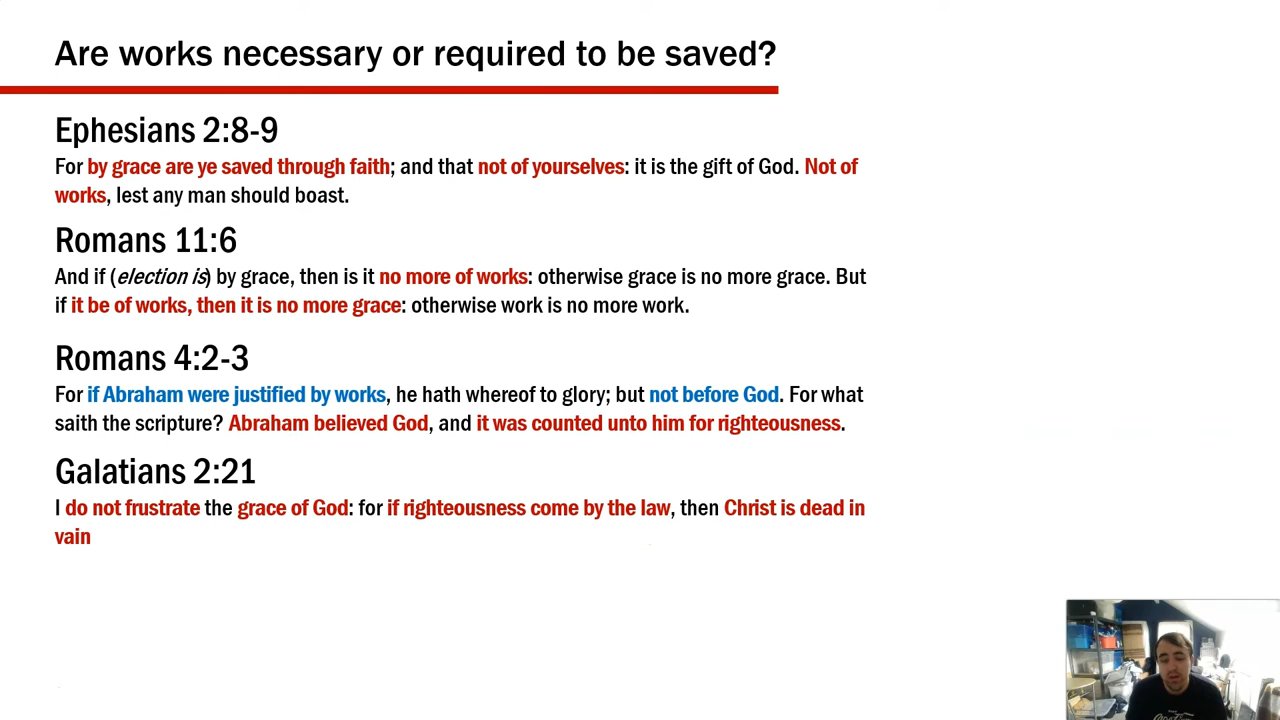 Are works necessary or required to be saved?
Ephesians 2:8-9
For by grace are ye saved through faith; and that not of yourselves: it is the gift of God. Not of
works, lest any man should boast.
Romans 11:6
And if (election is) by grace, then is it no more of works: otherwise grace is no more grace. But
if it be of works, then it is no more grace: otherwise work is no more work.
Romans 4:2-3
For if Abraham were justified by works, he hath whereof to glory; but not before God. For what
saith the scripture? Abraham believed God, and it was counted unto him for righteousness.
Galatians 2:21
I do not frustrate the grace of God: for if righteousness come by the law, then Christ is dead in
vain